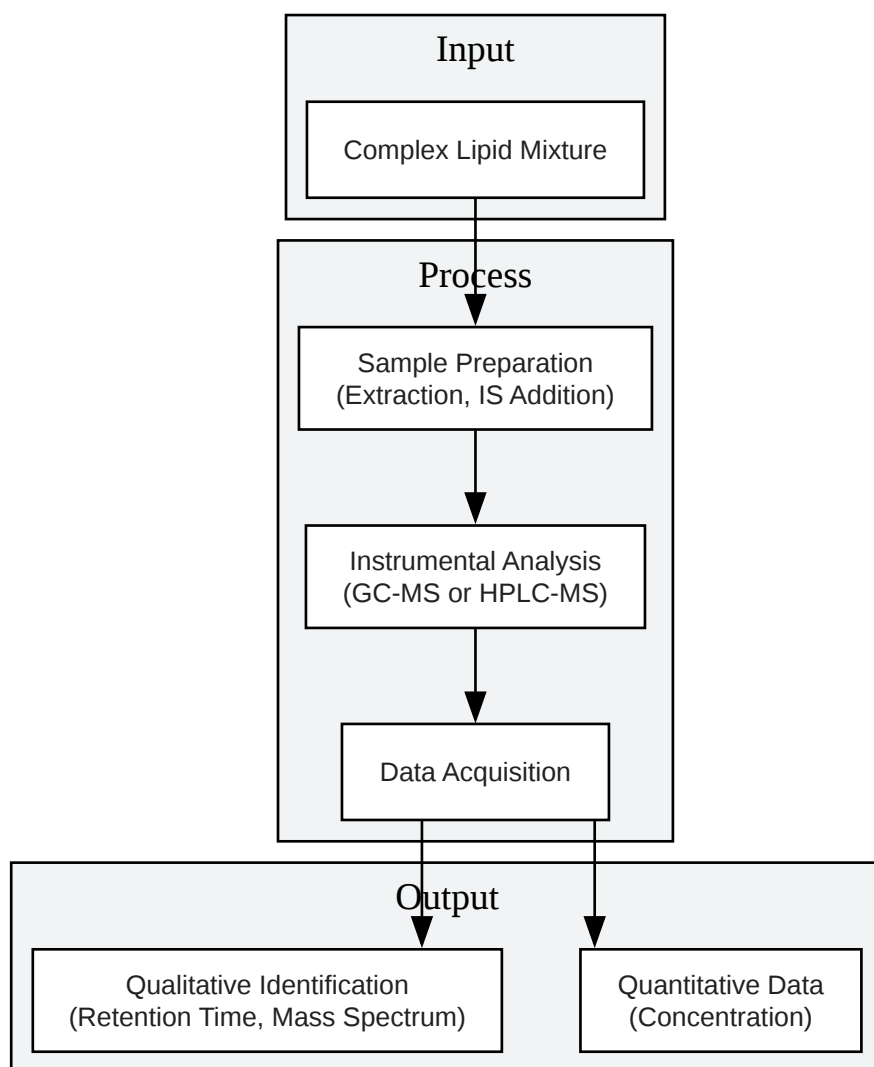 Input
Complex Lipid Mixture
Process
Sample Preparation
(Extraction, IS Addition)
Instrumental Analysis
(GC-MS or HPLC-MS)
Data Acquisition
Output
Qualitative Identification
(Retention Time, Mass Spectrum)
Quantitative Data
(Concentration)